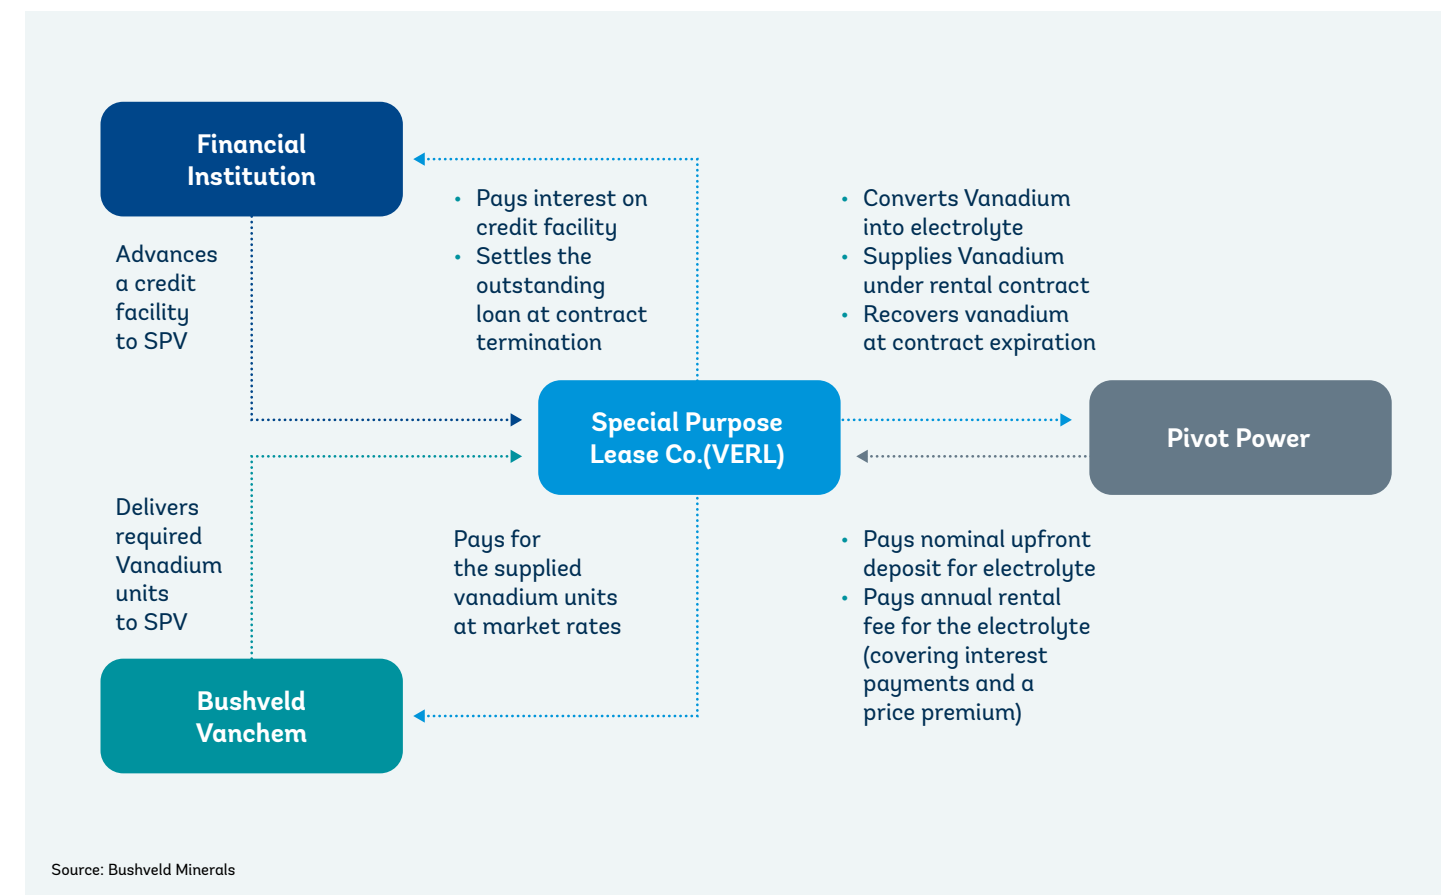 Financial
Institution
Advances
a credit
facility
to SPV
• Pays interest on
credit facility
• Settles the
outstanding
loan at contract
termination
• Converts Vanadium
into electrolyte
• Supplies Vanadium
under rental contract
• Recovers vanadium
at contract expiration
Special Purpose
Lease Co.(VERL)
Pivot Power
Delivers
required
Vanadium
units
to SPV
Pays for
the supplied
vanadium units
at market rates
• Pays nominal upfront
deposit for electrolyte
• Pays annual rental
fee for the electrolyte
(covering interest
payments and a
price premium)
Bushveld
Vanchem
Source: Bushveld Minerals